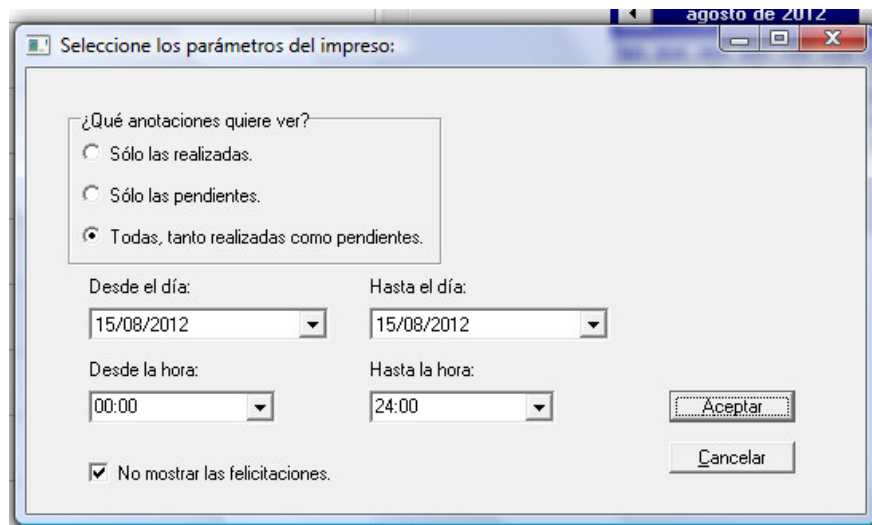 agosto de 2012
Seleccione los parámetros del impreso:
¿Qué anotaciones quiere ver?
Sólo las realizadas.
Sólo las pendientes.
Todas, tanto realizadas como pendientes.
Desde el día:
Hasta el día:
15/08/2012
15/08/2012
Desde la hora:
Hasta la hora:
00:00
24:00
Aceptar
Cancelar
No mostrar las felicitaciones.